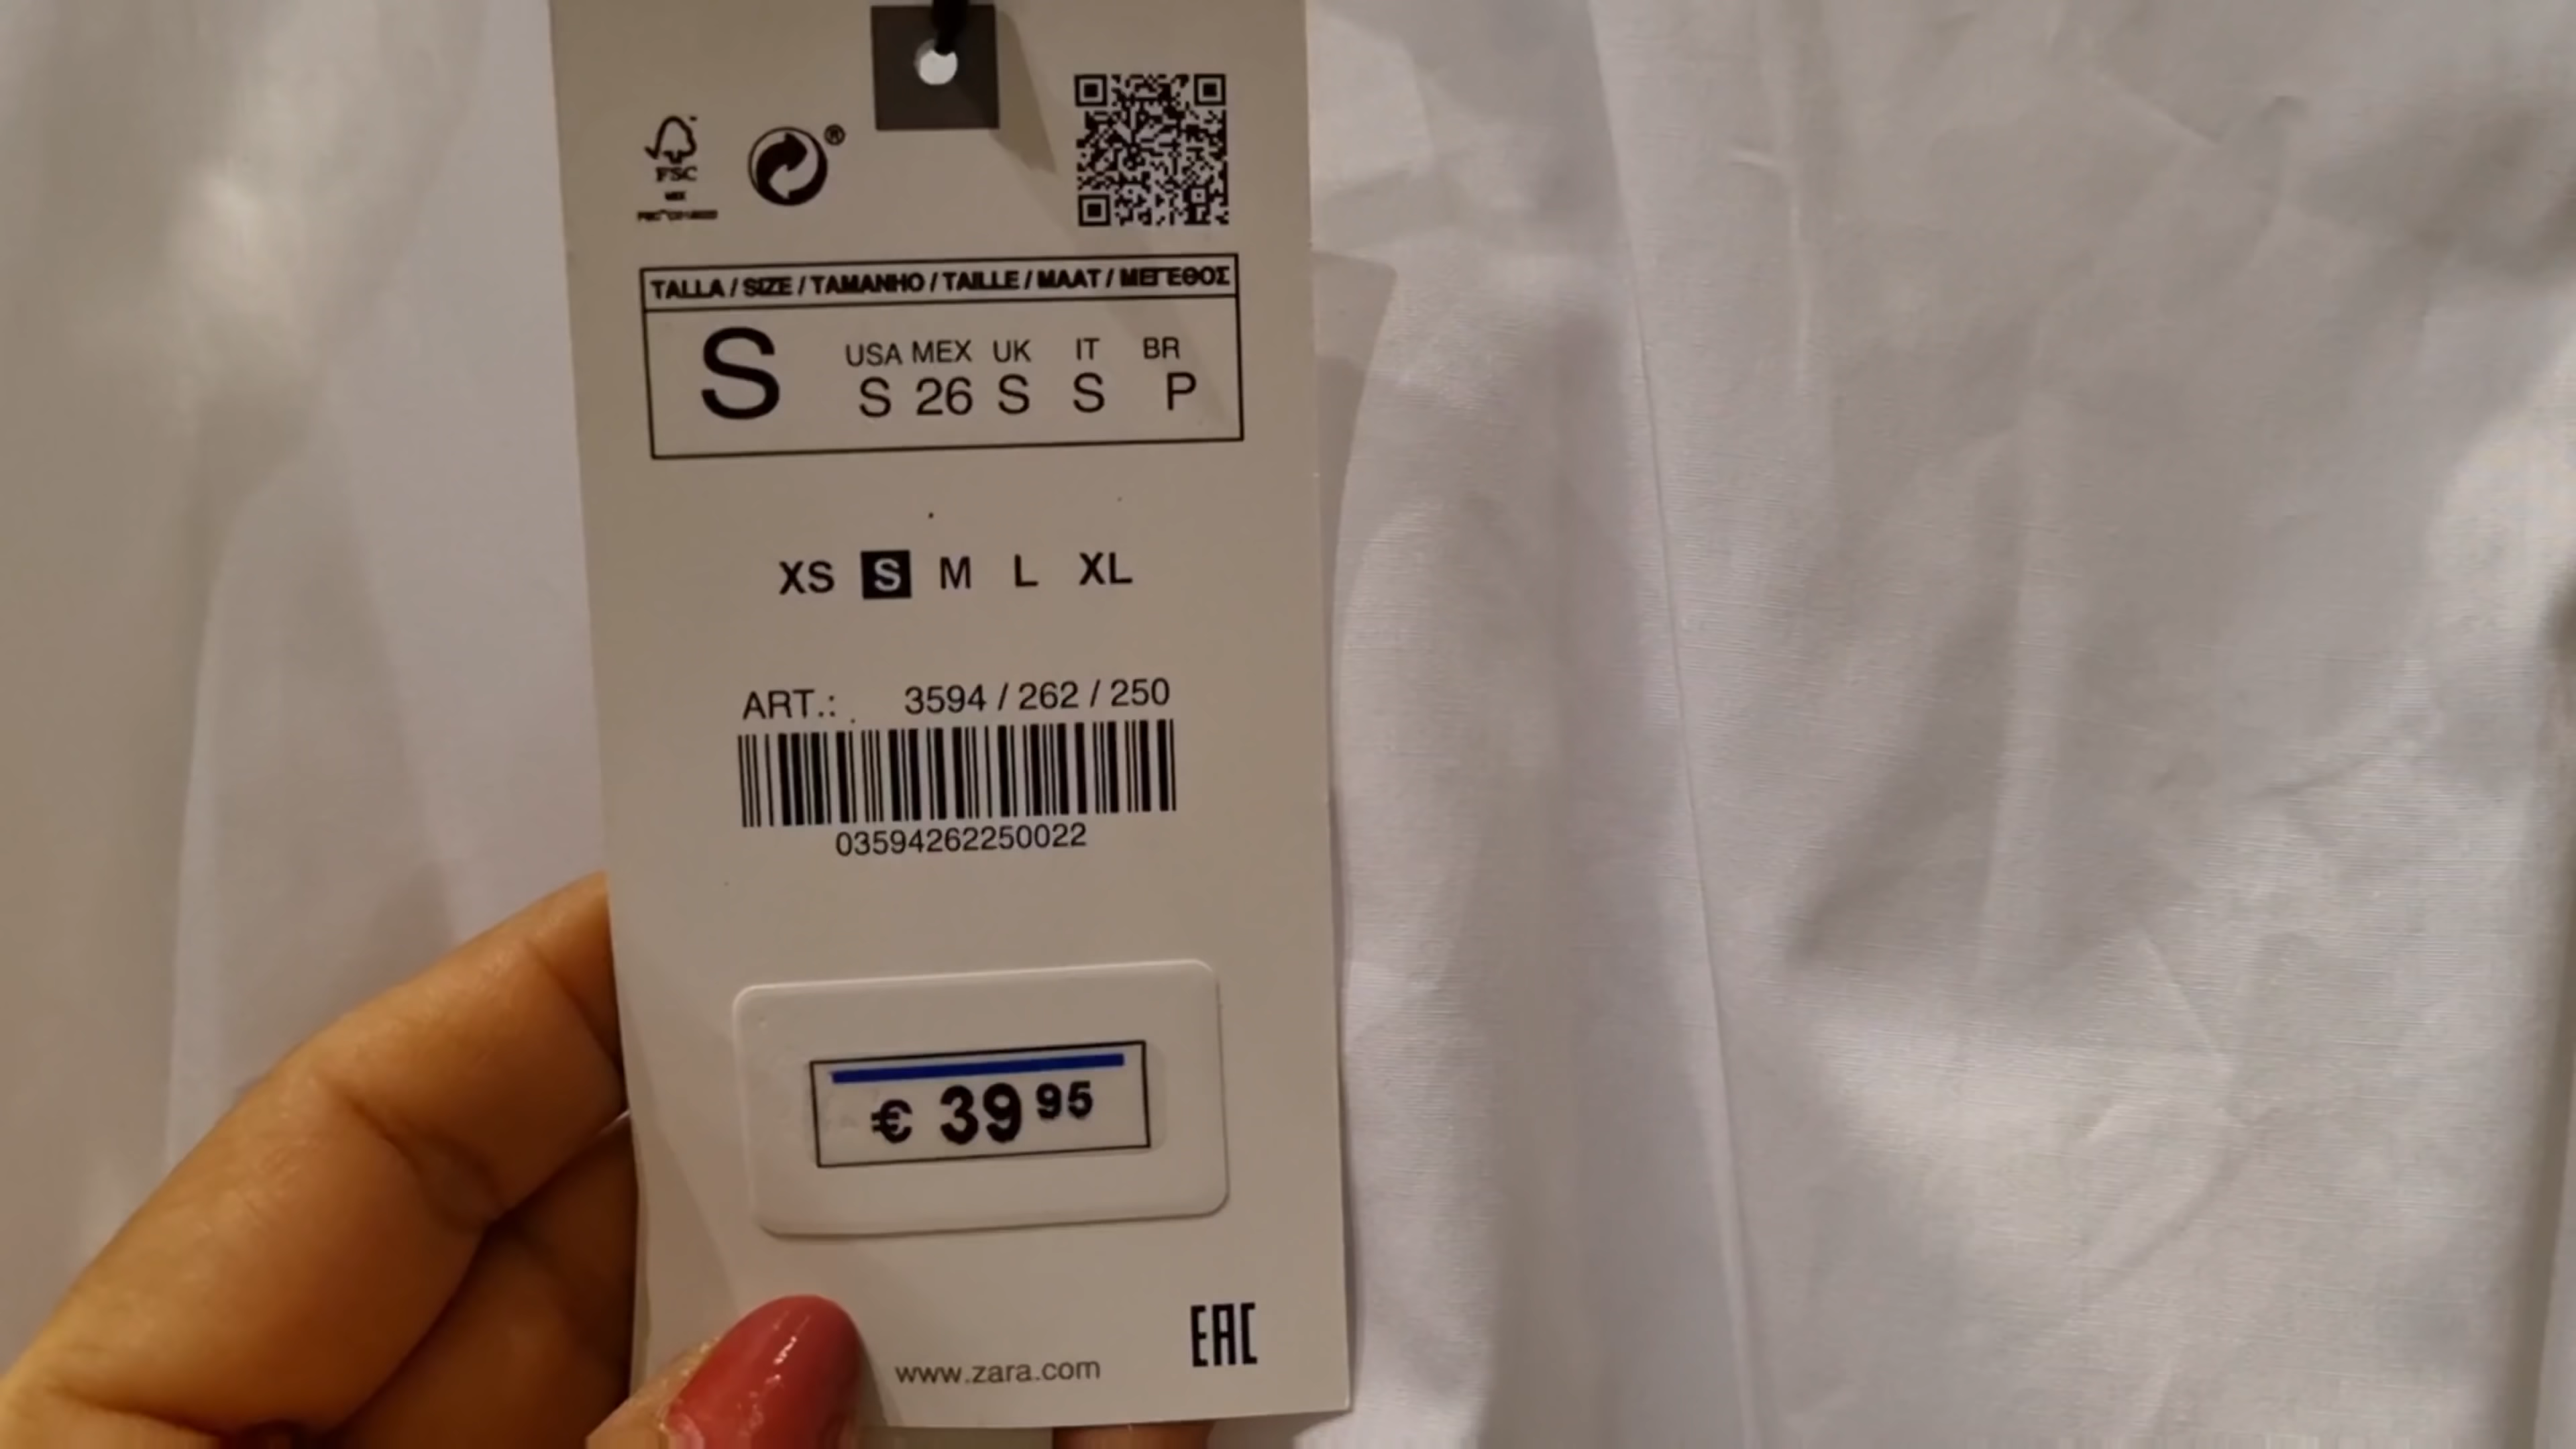 ®
FSC
MIX
TALLA / SIZE / TAMANHO / TAILLE / MAAT / ΜΕΓΕΘΟΣ
S
USA MEX UK IT BR
S 26 S S P
XS S M L XL
ART.: 3594 / 262 / 250
03594262250022
€ 39 95
www.zara.com
EAC